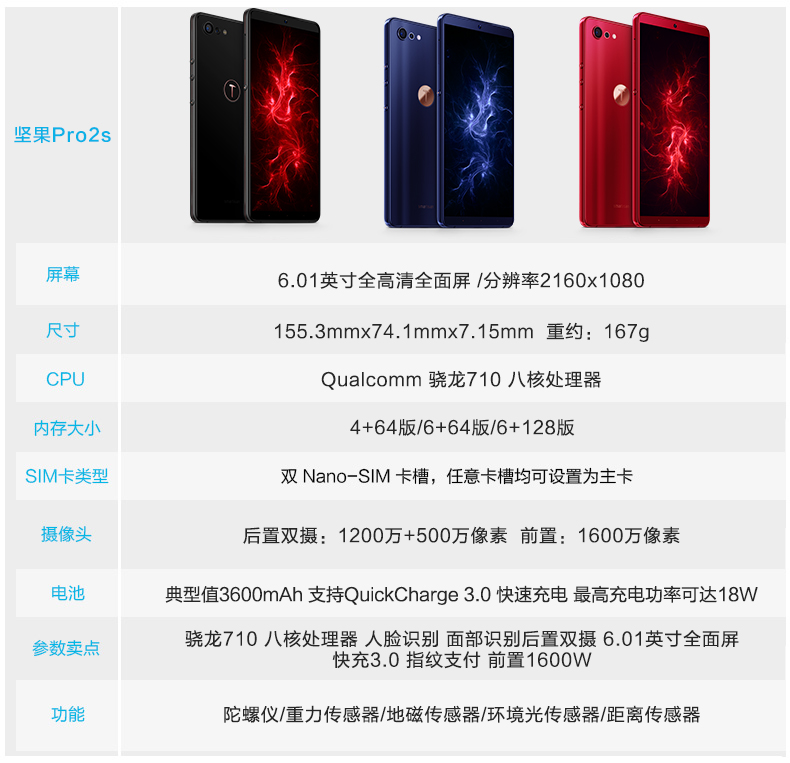 坚果Pro2s
屏幕
6.01英寸全高清全面屏 /分辨率2160x1080
尺寸
155.3mmx74.1mmx7.15mm 重约：167g
CPU
Qualcomm 骁龙710 八核处理器
内存大小
4+64版/6+64版/6+128版
SIM卡类型
双 Nano-SIM 卡槽，任意卡槽均可设置为主卡
摄像头
后置双摄：1200万+500万像素 前置：1600万像素
电池
典型值3600mAh 支持QuickCharge 3.0 快速充电 最高充电功率可达18W
参数卖点
骁龙710 八核处理器 人脸识别 面部识别后置双摄 6.01英寸全面屏
快充3.0 指纹支付 前置1600W
功能
陀螺仪/重力传感器/地磁传感器/环境光传感器/距离传感器